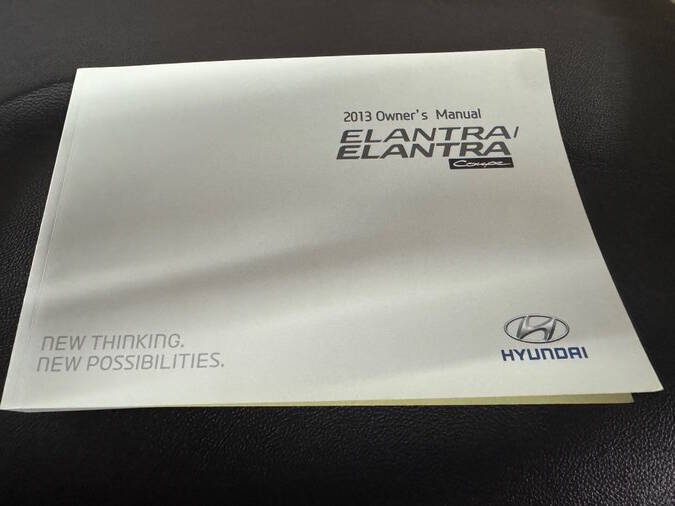 2013 Owner's Manual
ELANTRA/
ELANTRA
Coupe
NEW THINKING.
NEW POSSIBILITIES.
HYUNDAI